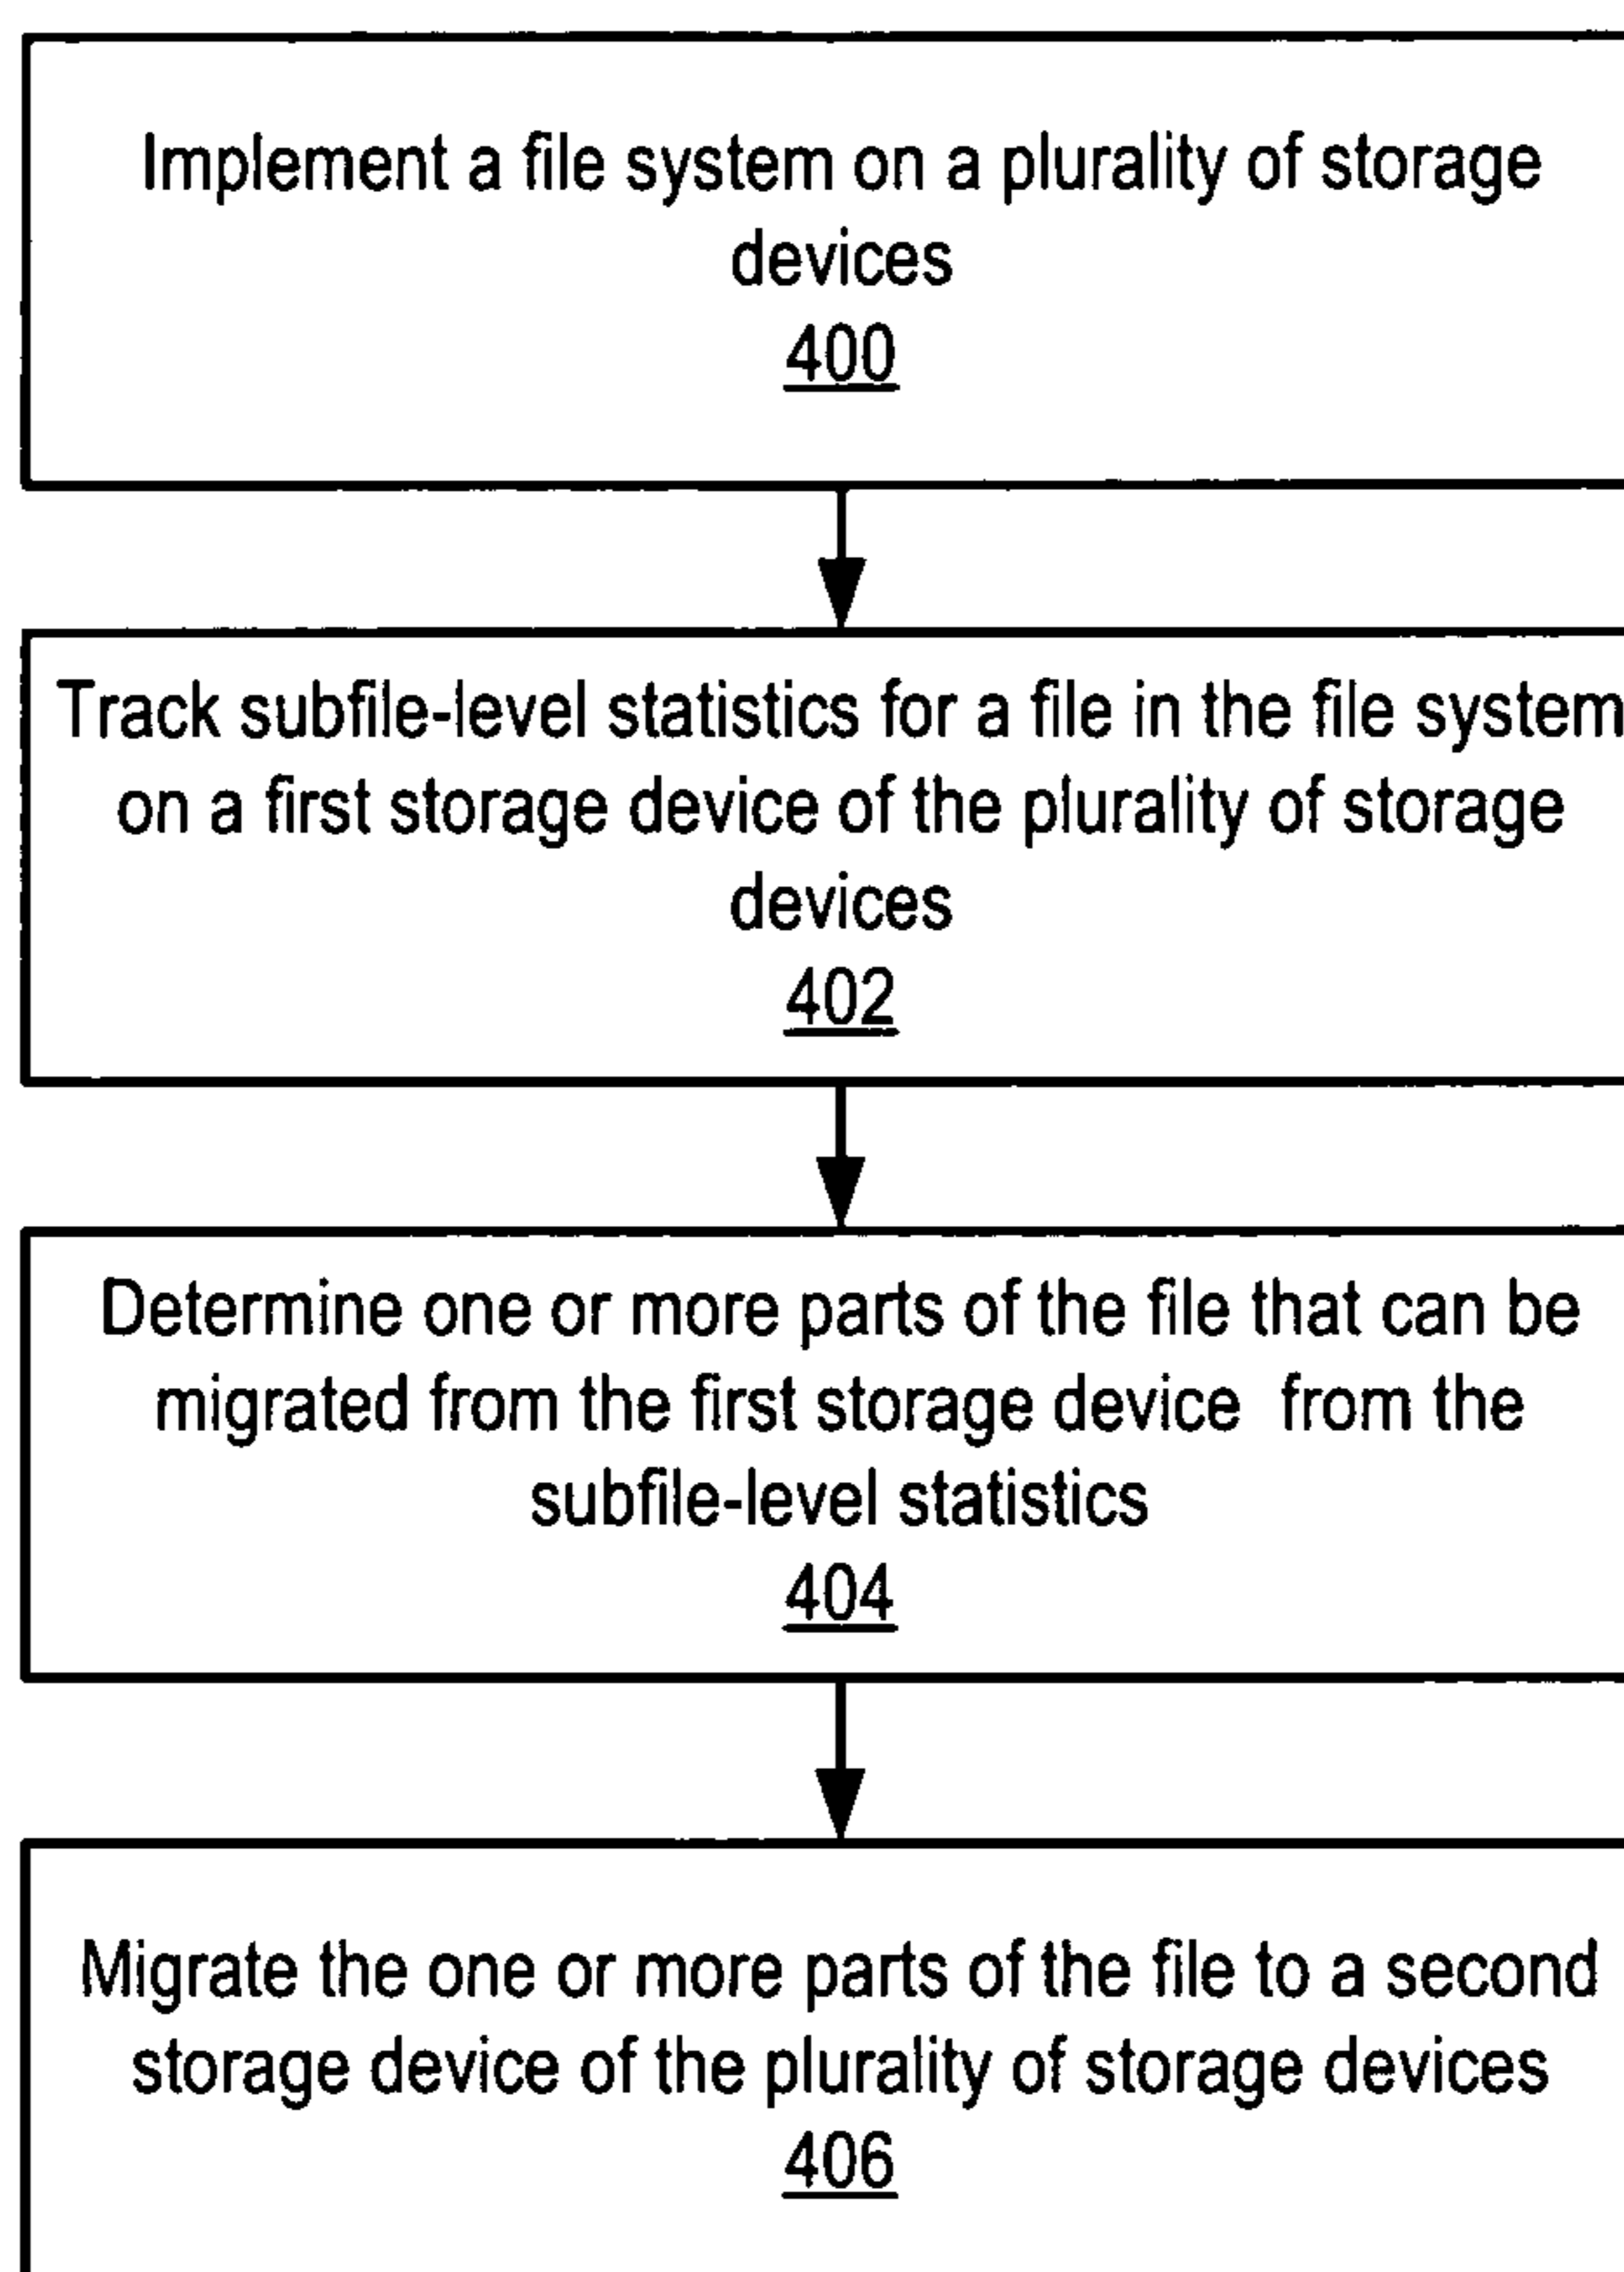 Implement a file system on a plurality of storage
devices
400
Track subfile-level statistics for a file in the file system
on a first storage device of the plurality of storage
devices
402
Determine one or more parts of the file that can be
migrated from the first storage device from the
subfile-level statistics
404
Migrate the one or more parts of the file to a second
storage device of the plurality of storage devices
406